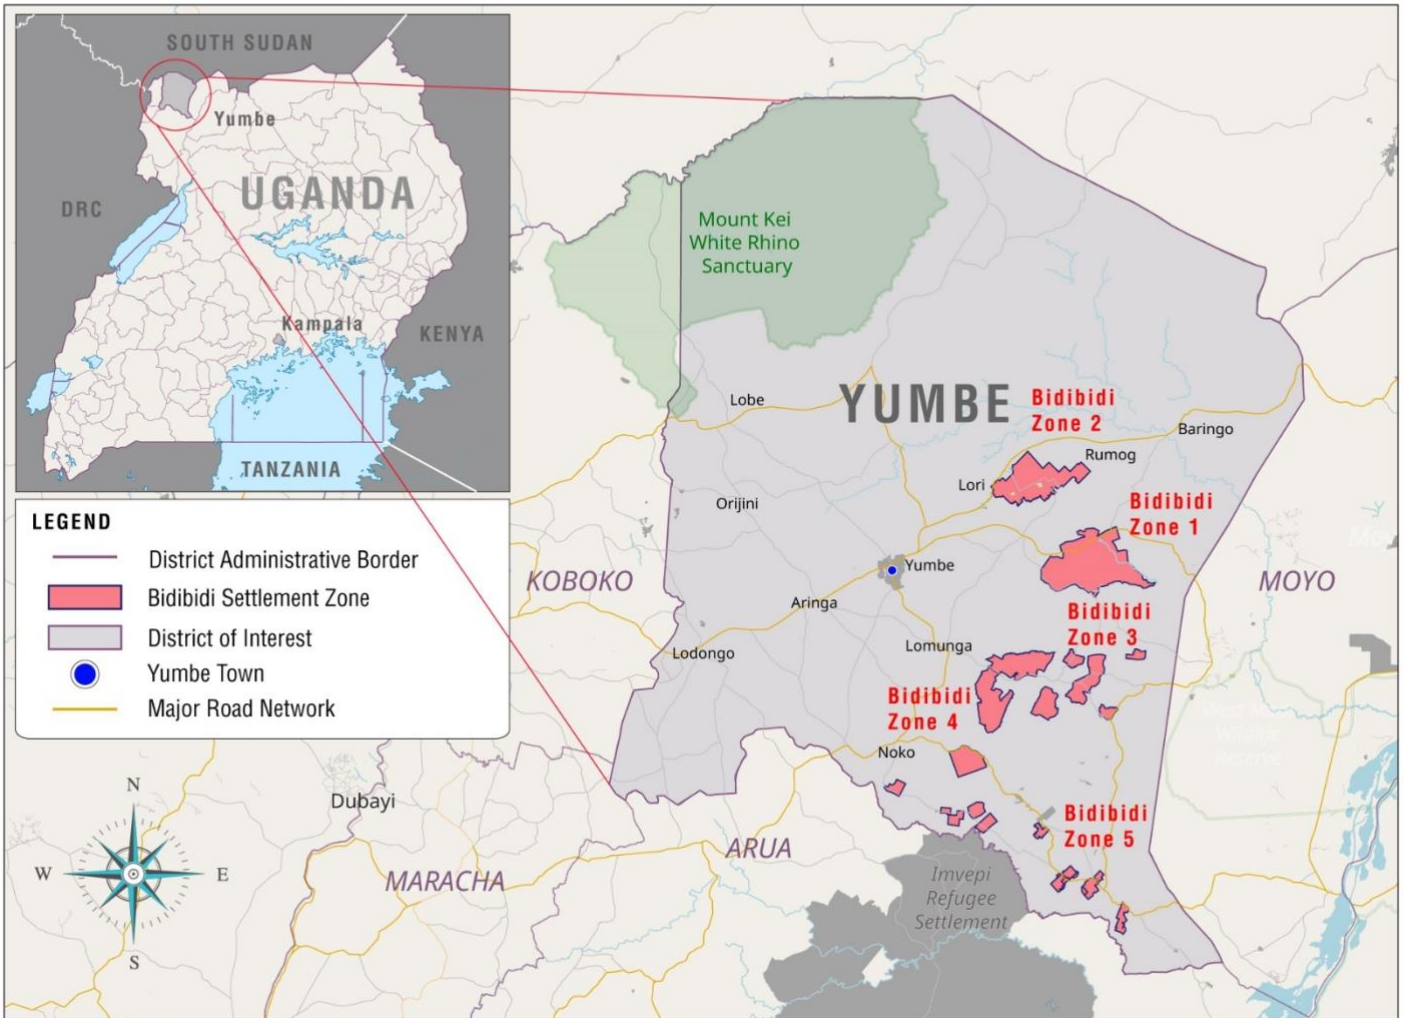 SOUTH SUDAN
Yumbe
UGANDA
DRC
Kampala
KENYA
TANZANIA
LEGEND
District Administrative Border
Bidibidi Settlement Zone
District of Interest
Yumbe Town
Major Road Network
N
W
E
S
Mount Kei
White Rhino
Sanctuary
YUMBE
Lobe
Bidibidi
Zone 2
Baringo
Rumog
Lori
Orijini
Bidibidi
Zone 1
Yumbe
KOBOKO
MOYO
Aringa
Bidibidi
Zone 3
Lomunga
Lodongo
Bidibidi
Zone 4
Noko
Dubayi
Bidibidi
Zone 5
ARUA
MARACHA
Imvepi
Refugee
Settlement